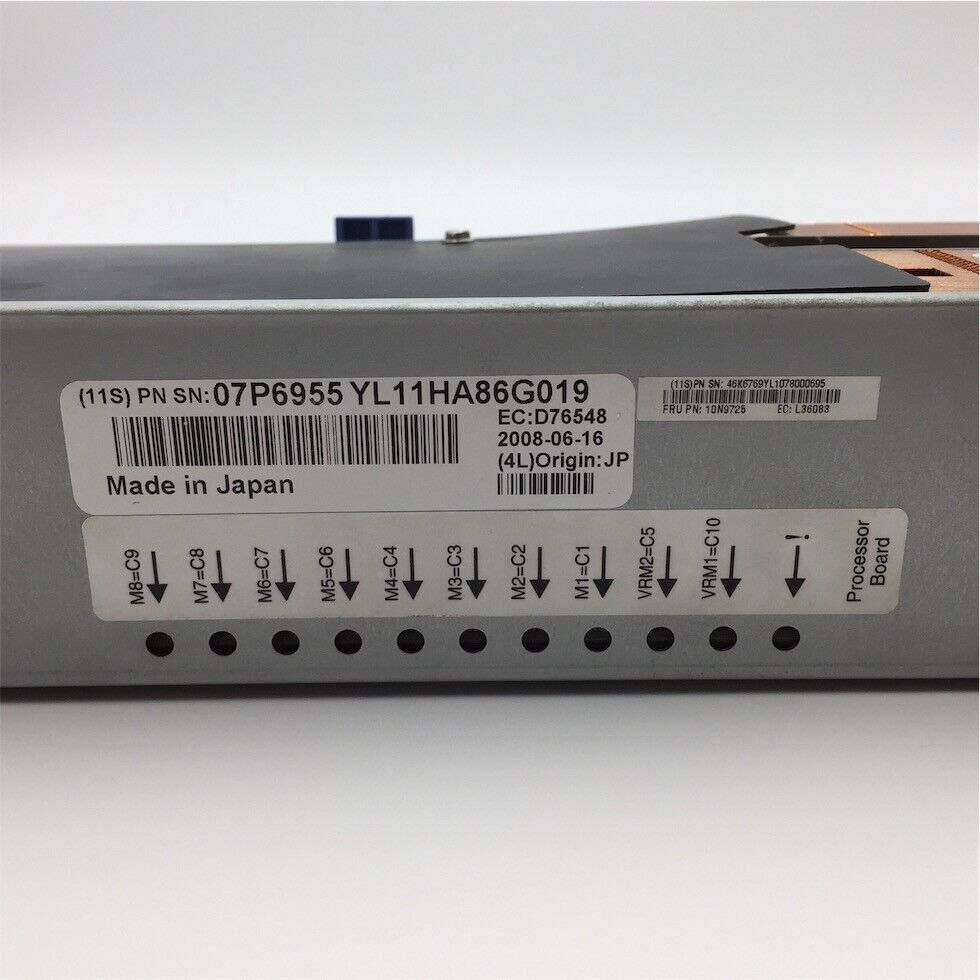 (11S) PN SN: 07P6955 YL11HA86G019
EC:D76548
2008-06-16
(4L)Origin:JP
Made in Japan
(11S)PN SN: 46K6769YL1078000695
FRU PN: 10N9725 EC: L36083
M8=C9
M7=C8
M6=C7
M5=C6
M4=C4
M3=C3
M2=C2
M1=C1
VRM2=C5
VRM1=C10
!
Processor
Board